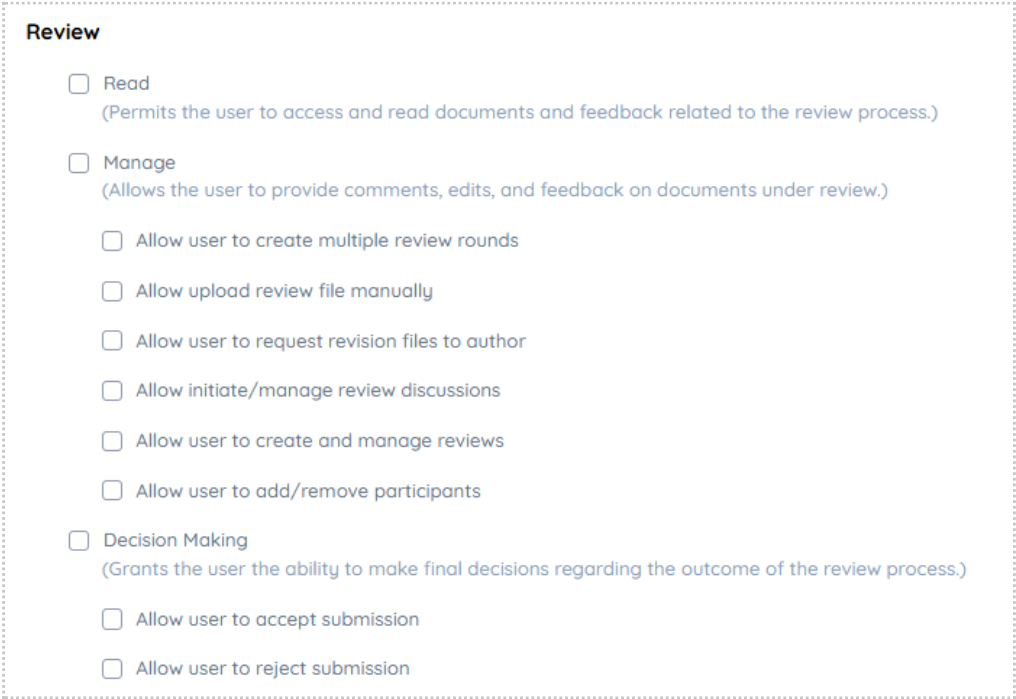 Review
Read
(Permits the user to access and read documents and feedback related to the review process.)
Manage
(Allows the user to provide comments, edits, and feedback on documents under review.)
Allow user to create multiple review rounds
Allow upload review file manually
Allow user to request revision files to author
Allow initiate/manage review discussions
Allow user to create and manage reviews
Allow user to add/remove participants
Decision Making
(Grants the user the ability to make final decisions regarding the outcome of the review process.)
Allow user to accept submission
Allow user to reject submission